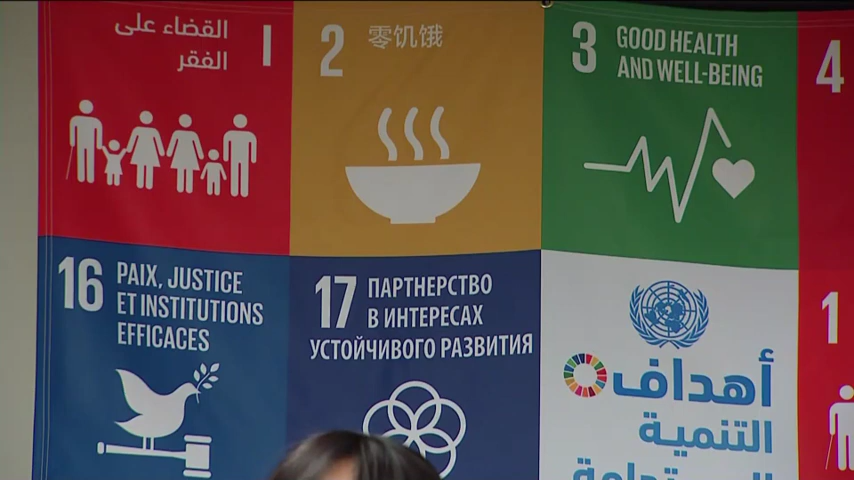 القضاء على
الفقر
1
2
零饥饿
3
GOOD HEALTH
AND WELL-BEING
4
16
PAIX, JUSTICE
ET INSTITUTIONS
EFFICACES
17
ПАРТНЕРСТВО
В ИНТЕРЕСАХ
УСТОЙЧИВОГО РАЗВИТИЯ
أهداف
التنمية
المستدامة
1